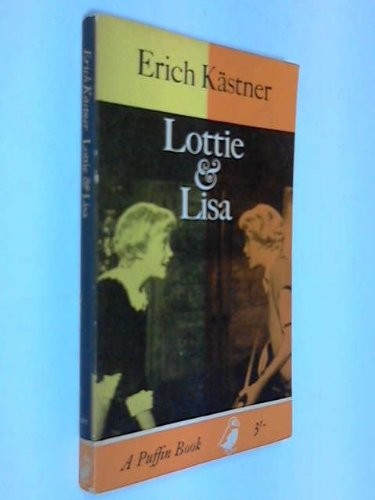 Erich Kästner Lottie & Lisa
Erich Kästner
Lottie
&
Lisa
A Puffin Book
3'-